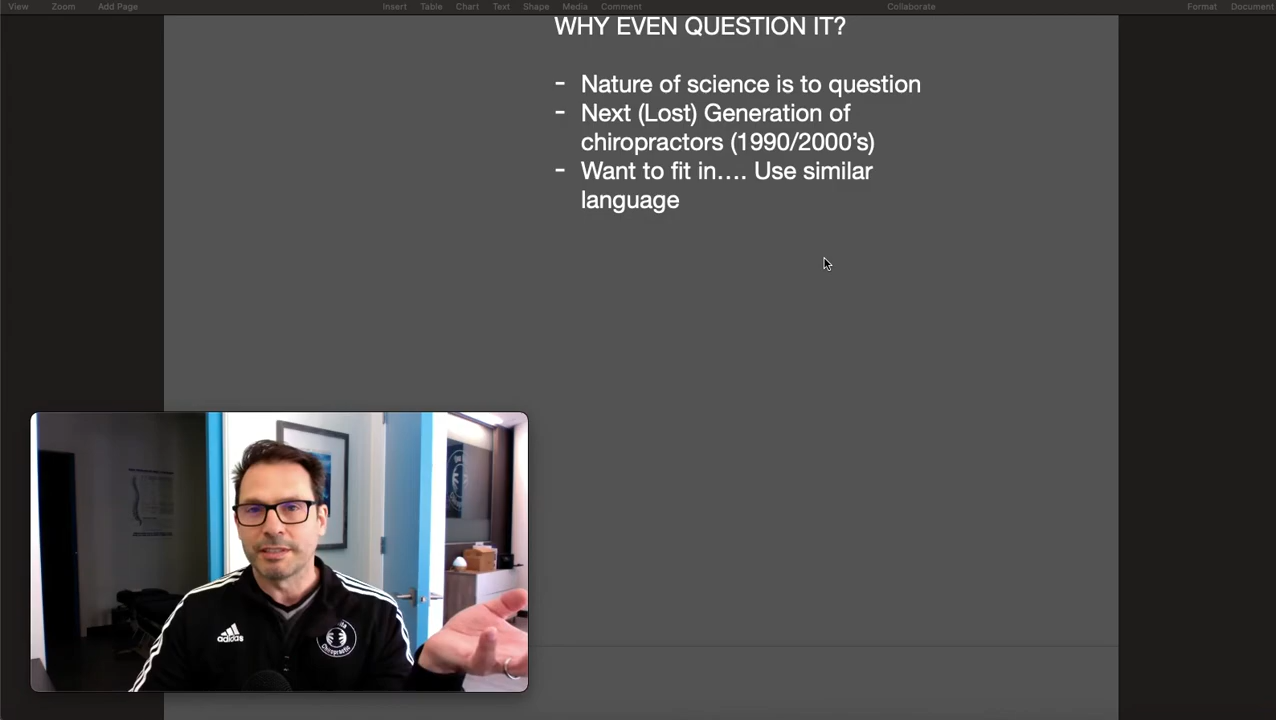 View Zoom Add Page Insert Table Chart Text Shape Media Comment Collaborate Format Document
WHY EVEN QUESTION IT?
- Nature of science is to question
- Next (Lost) Generation of
chiropractors (1990/2000’s)
- Want to fit in…. Use similar
language
adidas
Chiropractic